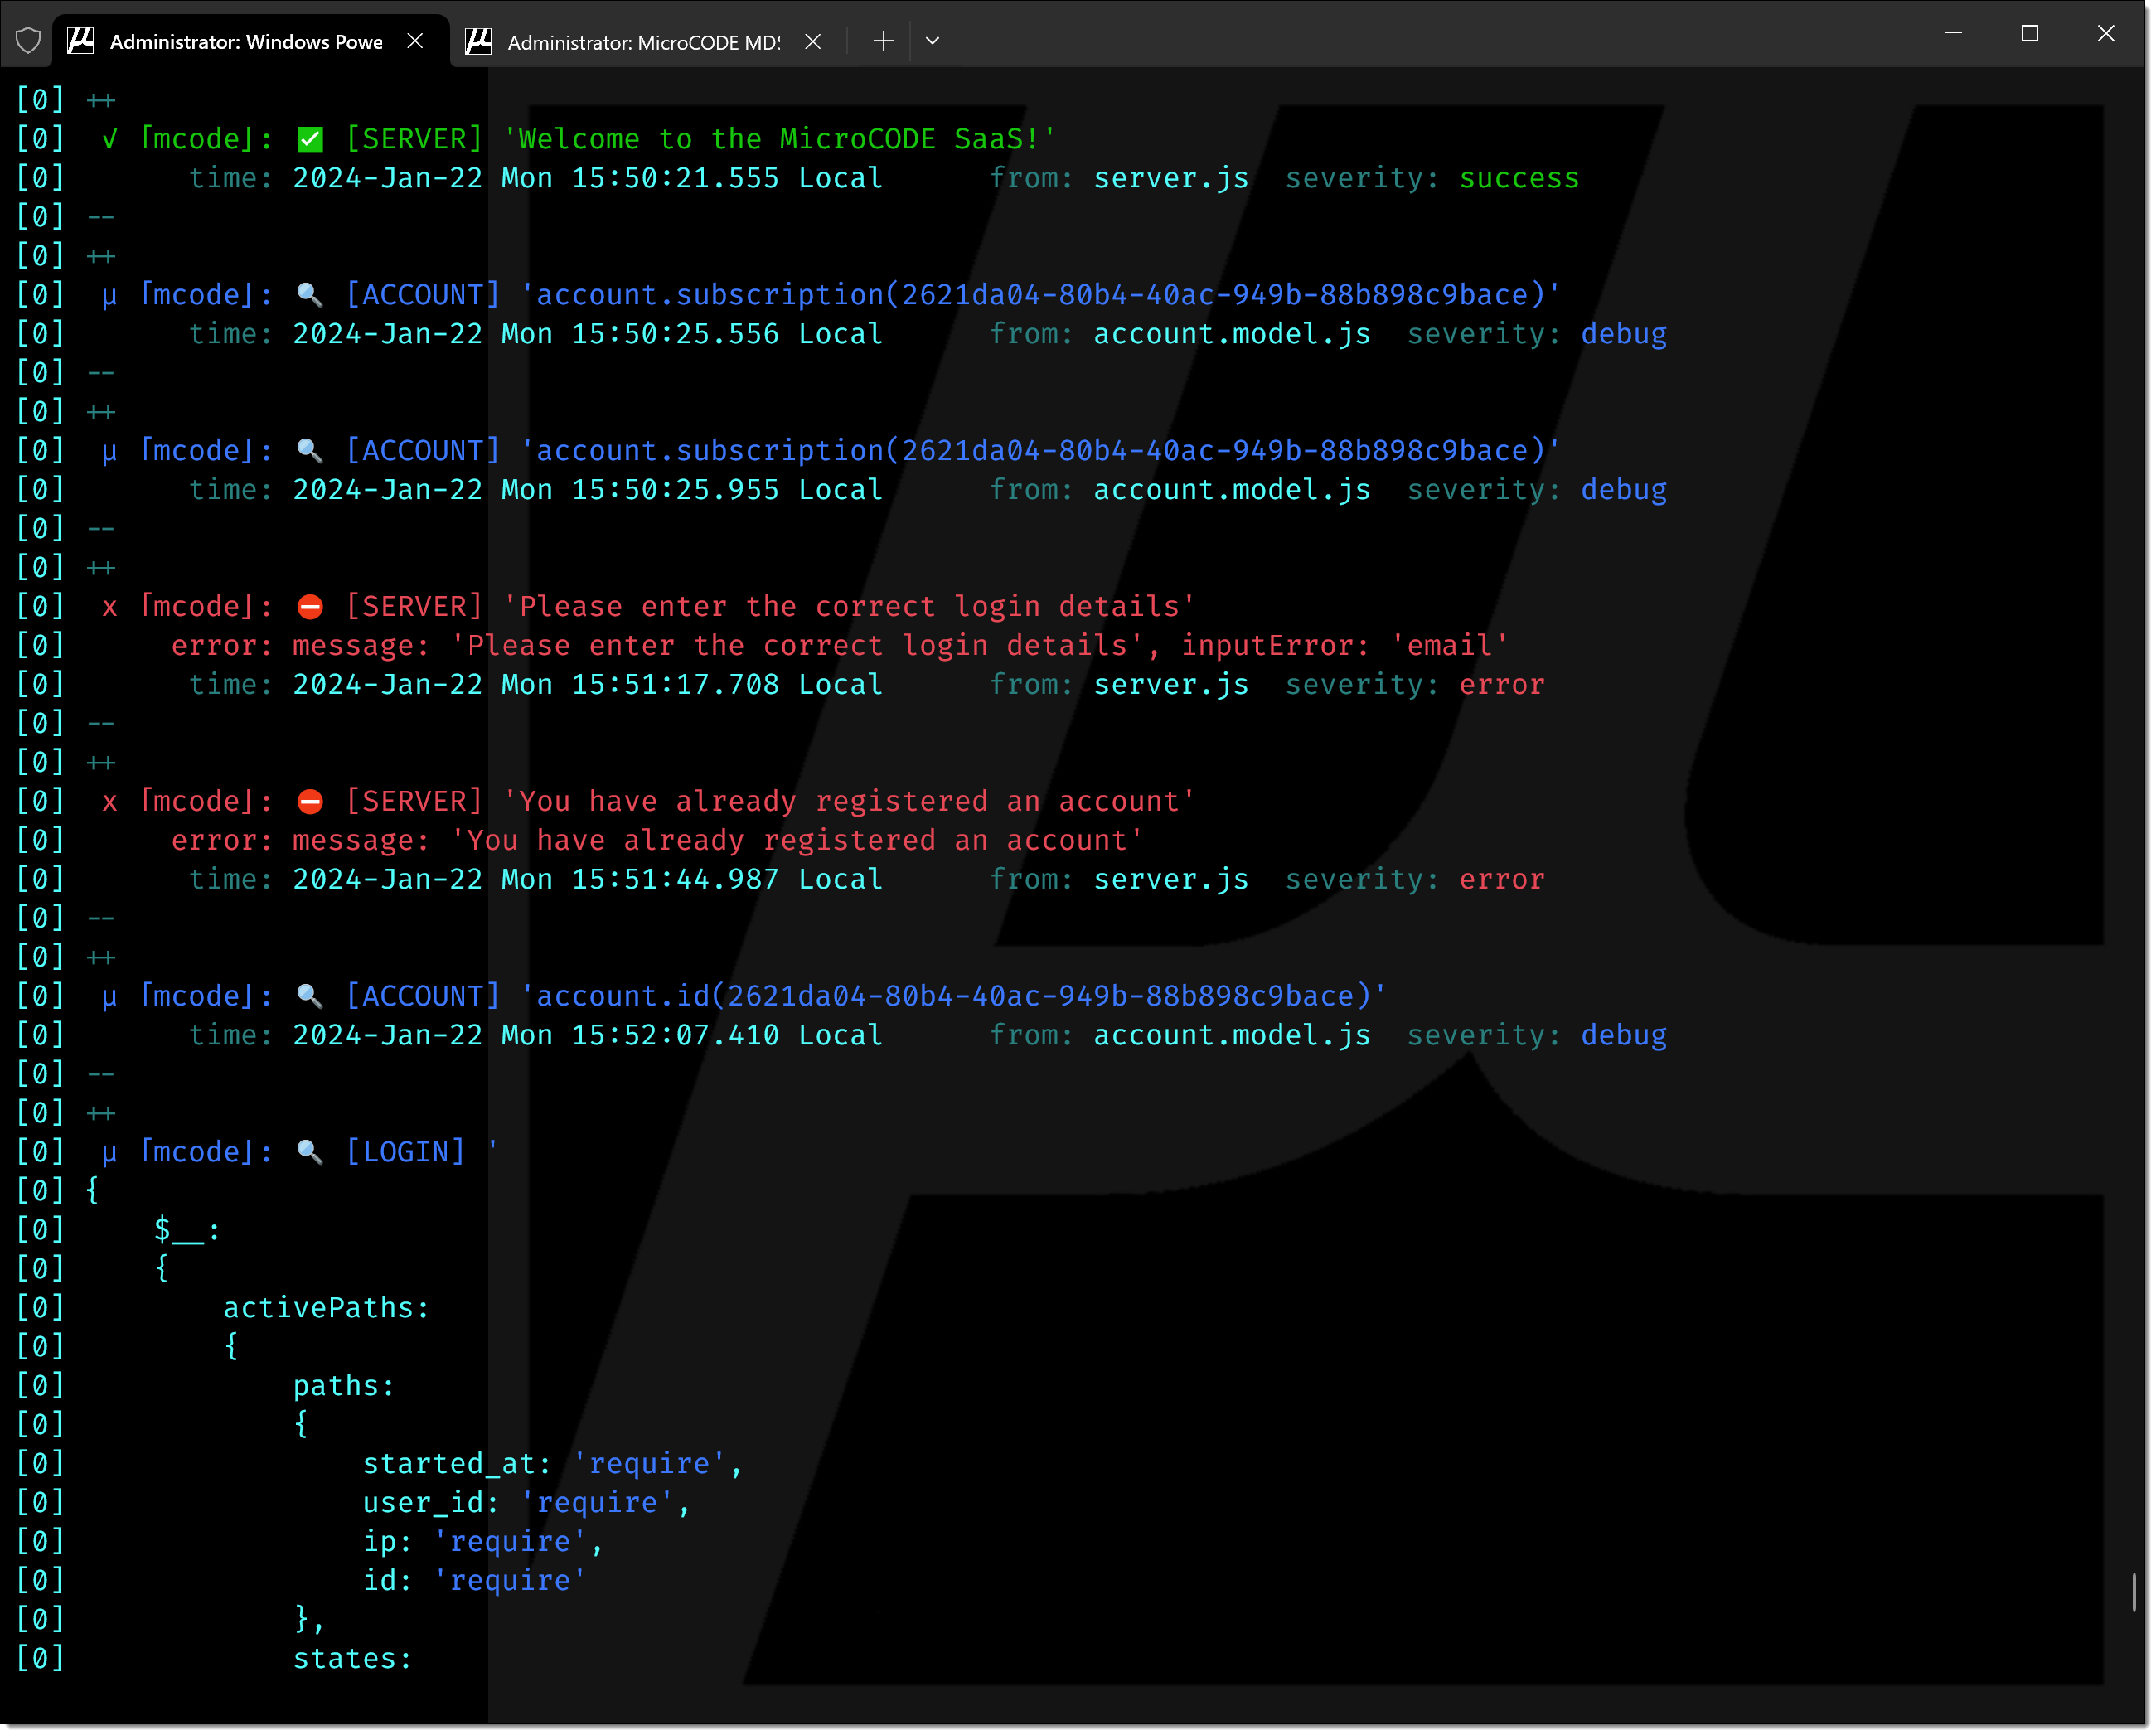 Administrator: Windows Powe
Administrator: MicroCODE MDS
[0] ++
[0]  √ ⌈mcode⌋: ✅ [SERVER] 'Welcome to the MicroCODE SaaS!'
[0]       time: 2024-Jan-22 Mon 15:50:21.555 Local      from: server.js  severity: success
[0] --
[0] ++
[0]  µ ⌈mcode⌋: 🔍 [ACCOUNT] 'account.subscription(2621da04-80b4-40ac-949b-88b898c9bace)'
[0]       time: 2024-Jan-22 Mon 15:50:25.556 Local      from: account.model.js  severity: debug
[0] --
[0] ++
[0]  µ ⌈mcode⌋: 🔍 [ACCOUNT] 'account.subscription(2621da04-80b4-40ac-949b-88b898c9bace)'
[0]       time: 2024-Jan-22 Mon 15:50:25.955 Local      from: account.model.js  severity: debug
[0] --
[0] ++
[0]  x ⌈mcode⌋: ⛔ [SERVER] 'Please enter the correct login details'
[0]      error: message: 'Please enter the correct login details', inputError: 'email'
[0]       time: 2024-Jan-22 Mon 15:51:17.708 Local      from: server.js  severity: error
[0] --
[0] ++
[0]  x ⌈mcode⌋: ⛔ [SERVER] 'You have already registered an account'
[0]      error: message: 'You have already registered an account'
[0]       time: 2024-Jan-22 Mon 15:51:44.987 Local      from: server.js  severity: error
[0] --
[0] ++
[0]  µ ⌈mcode⌋: 🔍 [ACCOUNT] 'account.id(2621da04-80b4-40ac-949b-88b898c9bace)'
[0]       time: 2024-Jan-22 Mon 15:52:07.410 Local      from: account.model.js  severity: debug
[0] --
[0] ++
[0]  µ ⌈mcode⌋: 🔍 [LOGIN] '
[0] {
[0]     $__:
[0]     {
[0]         activePaths:
[0]         {
[0]             paths:
[0]             {
[0]                 started_at: 'require',
[0]                 user_id: 'require',
[0]                 ip: 'require',
[0]                 id: 'require'
[0]             },
[0]             states: